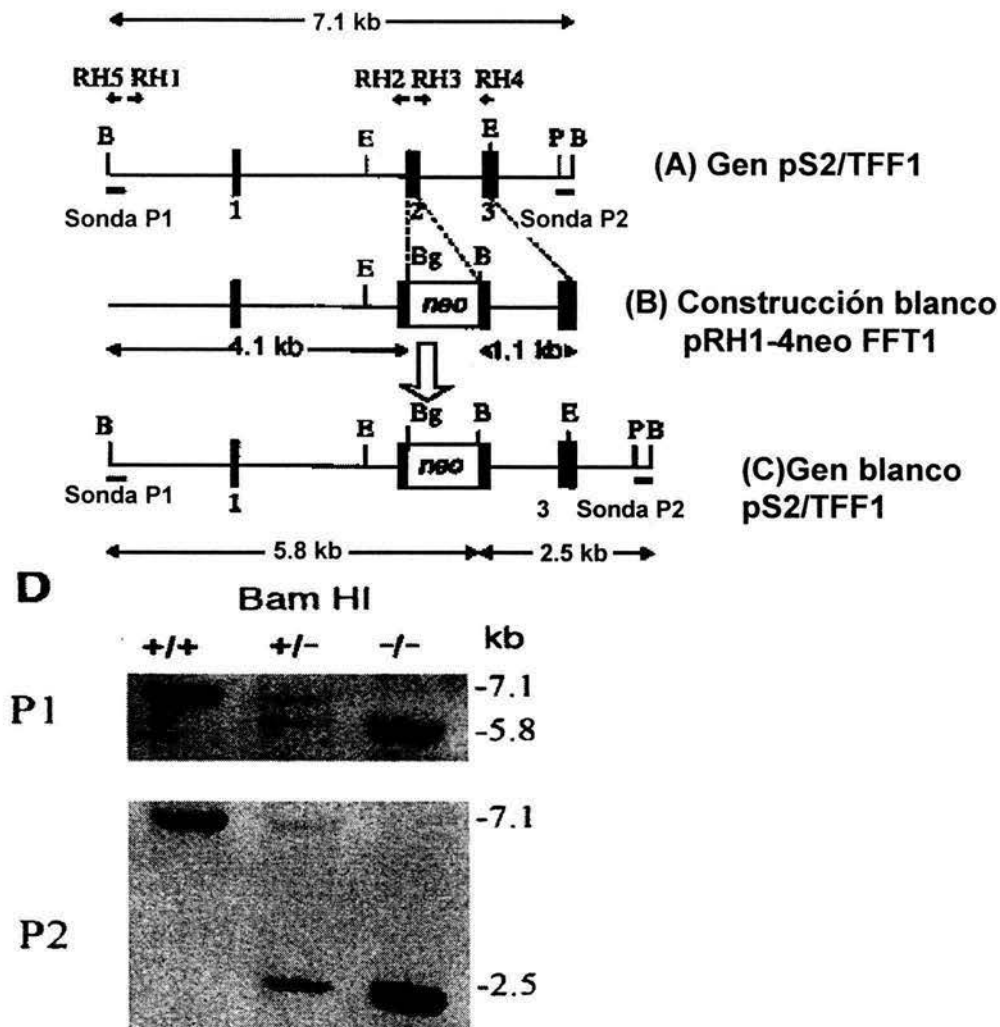 7.1 kb
RH5 RH1 RH2 RH3 RH4
B E E P B
(A) Gen pS2/TFF1
Sonda P1 1 2 3 Sonda P2
E Bg B
neo
(B) Construcción blanco
pRH1-4neo FFT1
4.1 kb 1.1 kb
B E Bg B E P B
neo
(C)Gen blanco
pS2/TFF1
Sonda P1 1 3 Sonda P2
5.8 kb 2.5 kb
D
Bam HI
+/+ +/- -/- kb
P1
-7.1
-5.8
P2
-7.1
-2.5